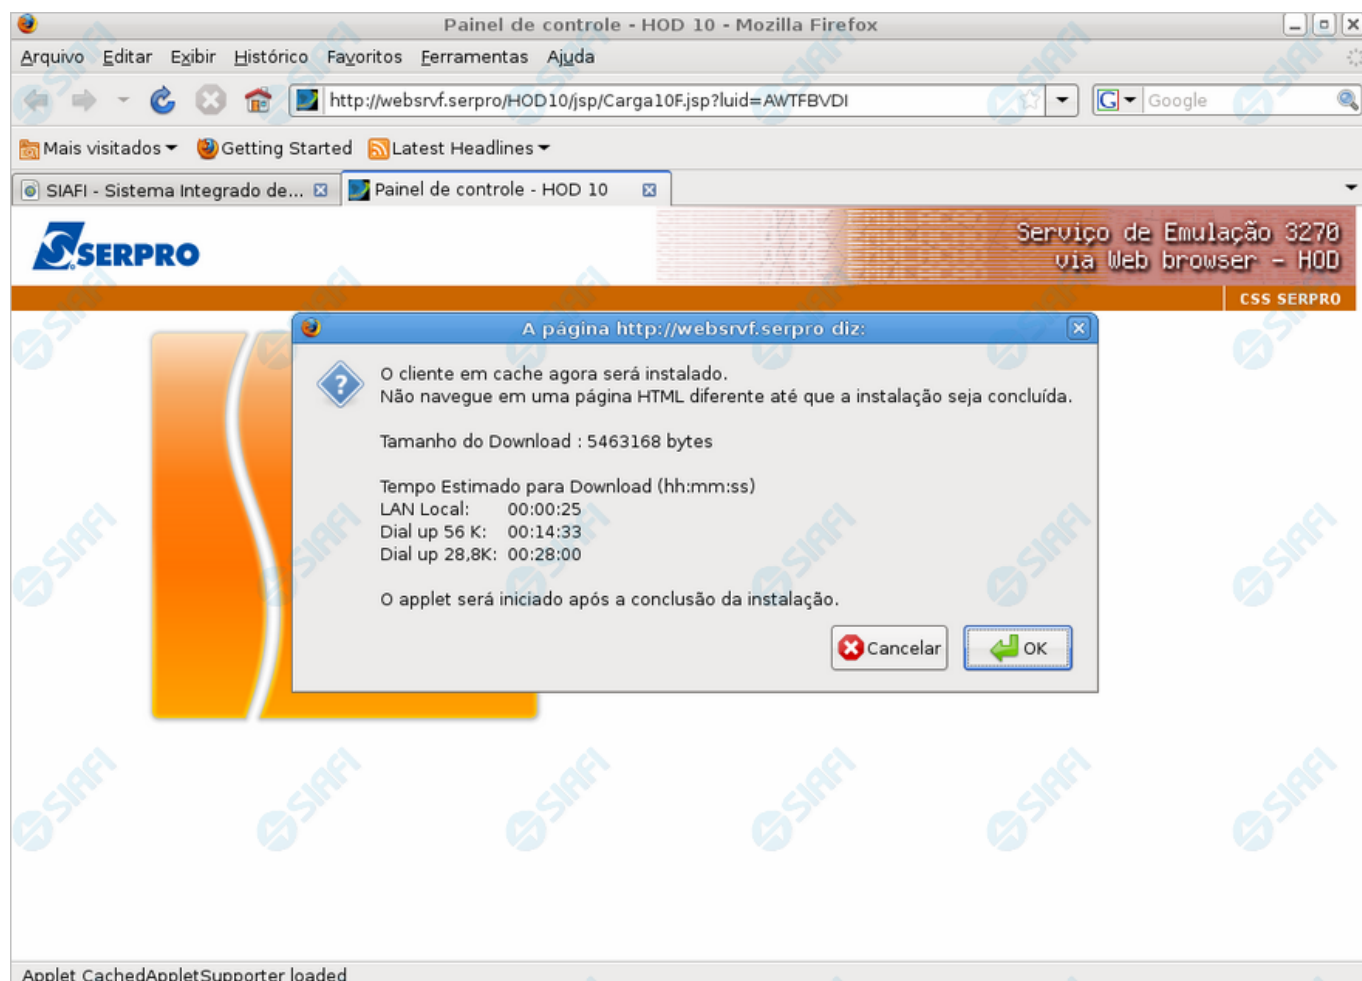 Painel de controle - HOD 10 - Mozilla Firefox
Arquivo Editar Exibir Histórico Favoritos Ferramentas Ajuda
http://websrvf.serpro/HOD10/jsp/Carga10F.jsp?luid=AWTFBVDI
G Google
Mais visitados Getting Started Latest Headlines
SIAFI - Sistema Integrado de... Painel de controle - HOD 10
SERPRO
Serviço de Emulação 3270
via Web browser - HOD
CSS SERPRO
A página http://websrvf.serpro diz:
O cliente em cache agora será instalado.
Não navegue em uma página HTML diferente até que a instalação seja concluída.
Tamanho do Download : 5463168 bytes
Tempo Estimado para Download (hh:mm:ss)
LAN Local: 00:00:25
Dial up 56 K: 00:14:33
Dial up 28,8K: 00:28:00
O applet será iniciado após a conclusão da instalação.
Cancelar OK
Applet CachedAppletSupporter loaded
SIAFI